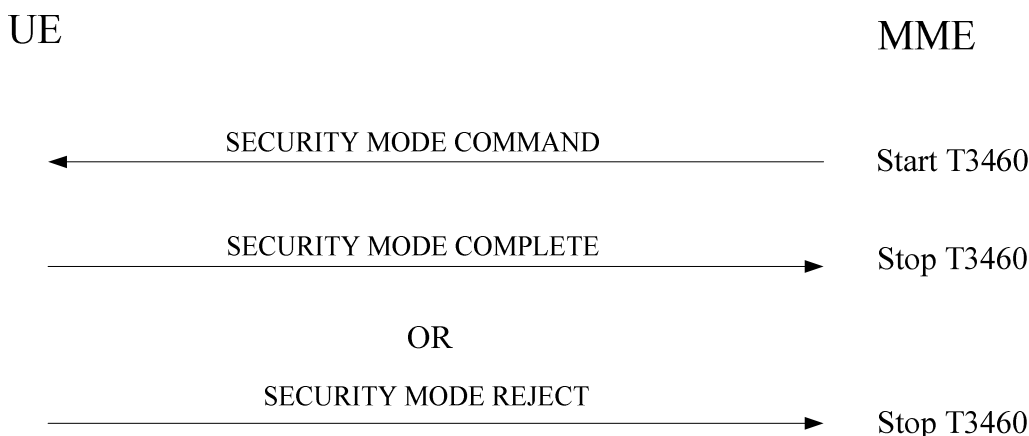 UE
MME
SECURITY MODE COMMAND
Start T3460
SECURITY MODE COMPLETE
Stop T3460
OR
SECURITY MODE REJECT
Stop T3460